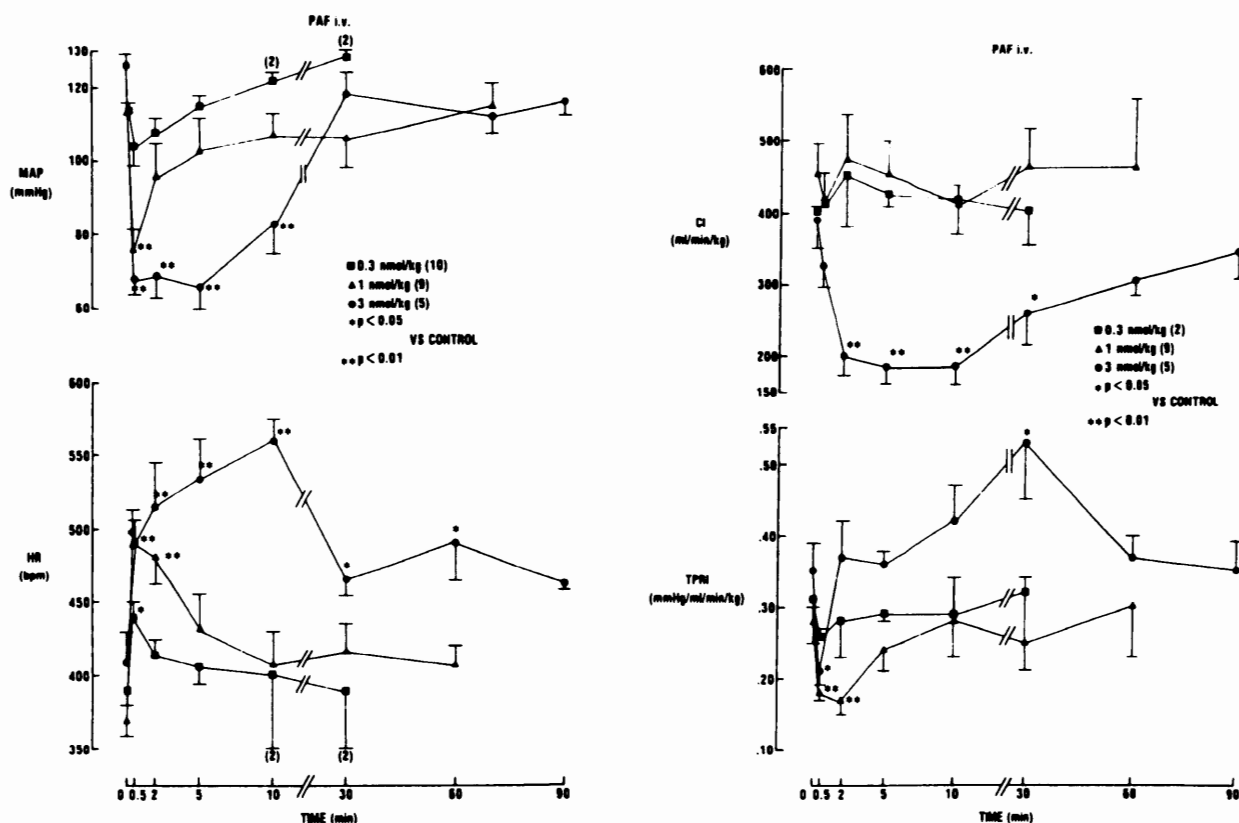 PAF i.v.
130
120
100
80
60
MAP
(mmHg)
(2)
(2)
**
**
**
**
**
■ 0.3 nmol/kg (10)
▲ 1 nmol/kg (9)
● 3 nmol/kg (5)
* p < 0.05
VS CONTROL
** p < 0.01
600
550
500
450
400
350
HR
(bpm)
**
**
**
**
**
*
*
*
(2)
(2)
0 0.5 2 5 10 30 60 90
TIME (min)
PAF i.v.
600
500
400
300
200
150
CI
(ml/min/kg)
**
**
**
*
■ 0.3 nmol/kg (2)
▲ 1 nmol/kg (9)
● 3 nmol/kg (5)
* p < 0.05
VS CONTROL
** p < 0.01
.55
.50
.40
.30
.20
.10
TPRI
(mmHg/ml/min/kg)
*
*
**
**
0 0.5 2 5 10 30 60 90
TIME (min)